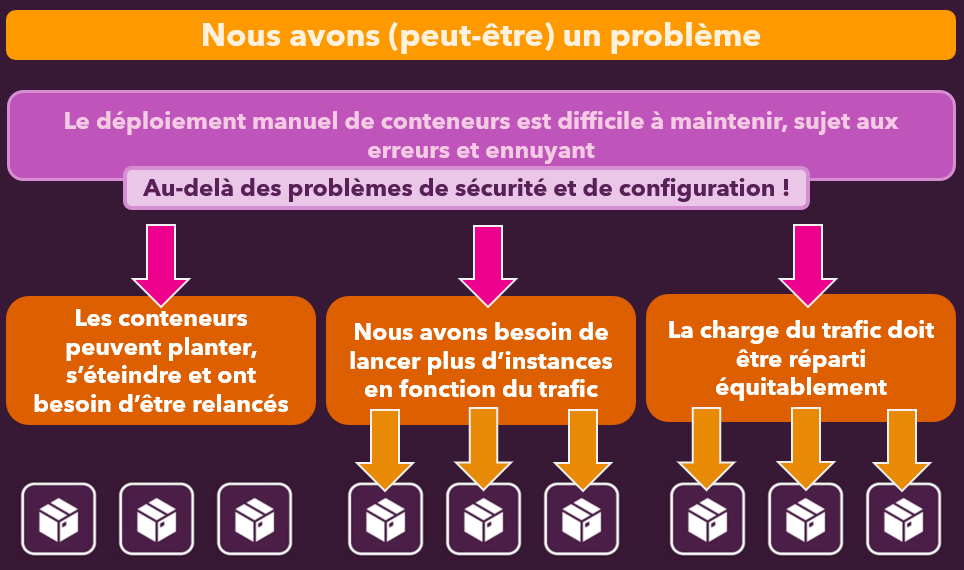 Nous avons (peut-être) un problème
Le déploiement manuel de conteneurs est difficile à maintenir, sujet aux
erreurs et ennuyant
Au-delà des problèmes de sécurité et de configuration !
Les conteneurs
peuvent planter,
s’éteindre et ont
besoin d’être relancés
Nous avons besoin de
lancer plus d’instances
en fonction du trafic
La charge du trafic doit
être réparti
équitablement